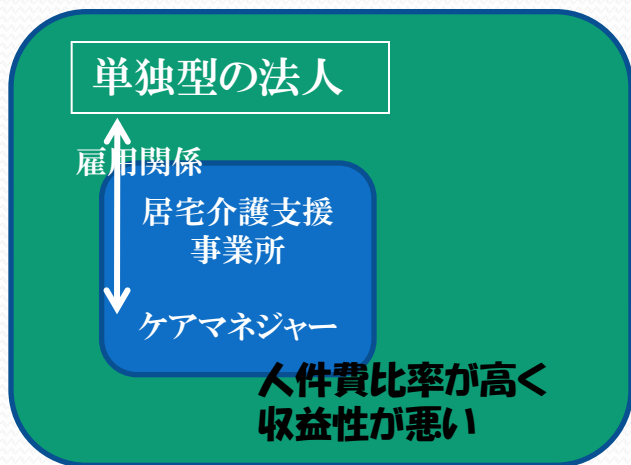 単独型の法人
雇用関係
居宅介護支援
事業所
ケアマネジャー
人件費比率が高く
収益性が悪い